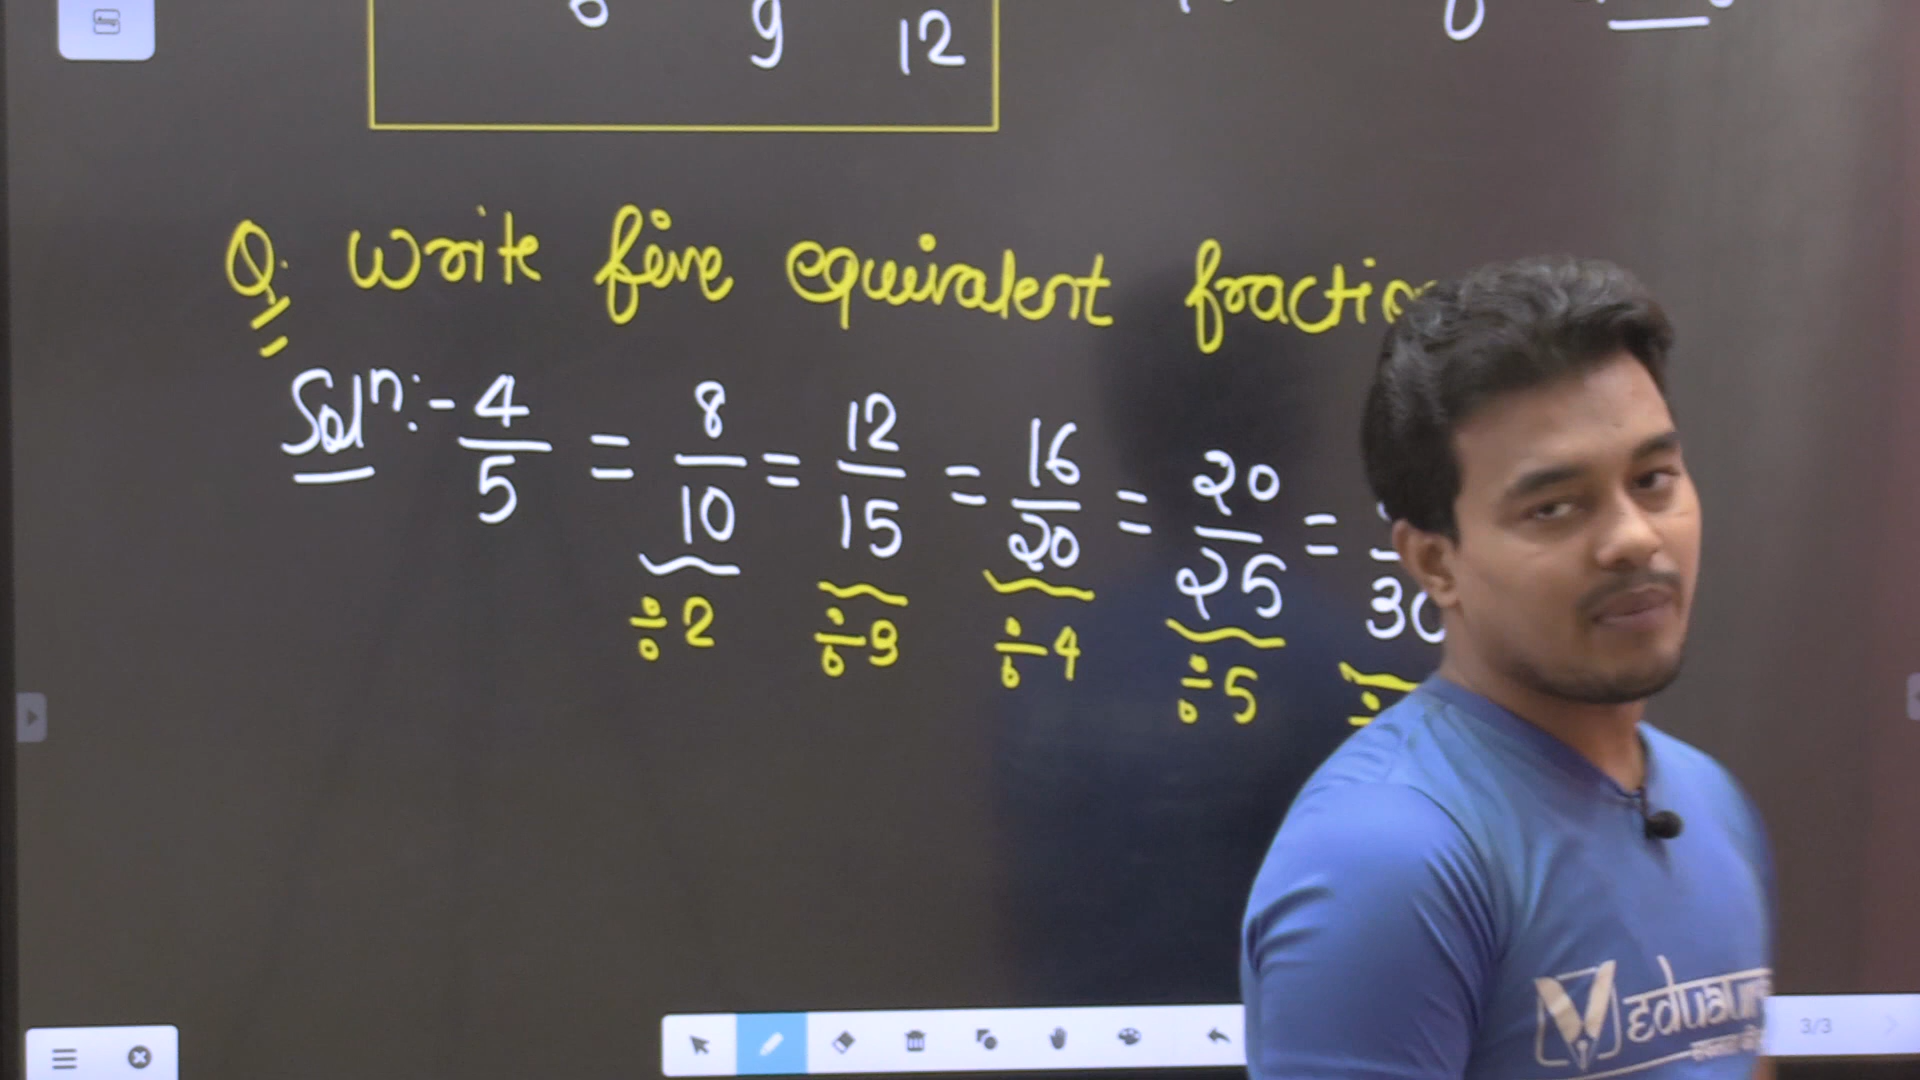 9 12
Q. Write five equivalent fractio
Solⁿ:- 4/5 = 8/10 = 12/15 = 16/20 = 20/25 = /30
÷2 ÷3 ÷4 ÷5 ÷
Vedualum
3/3